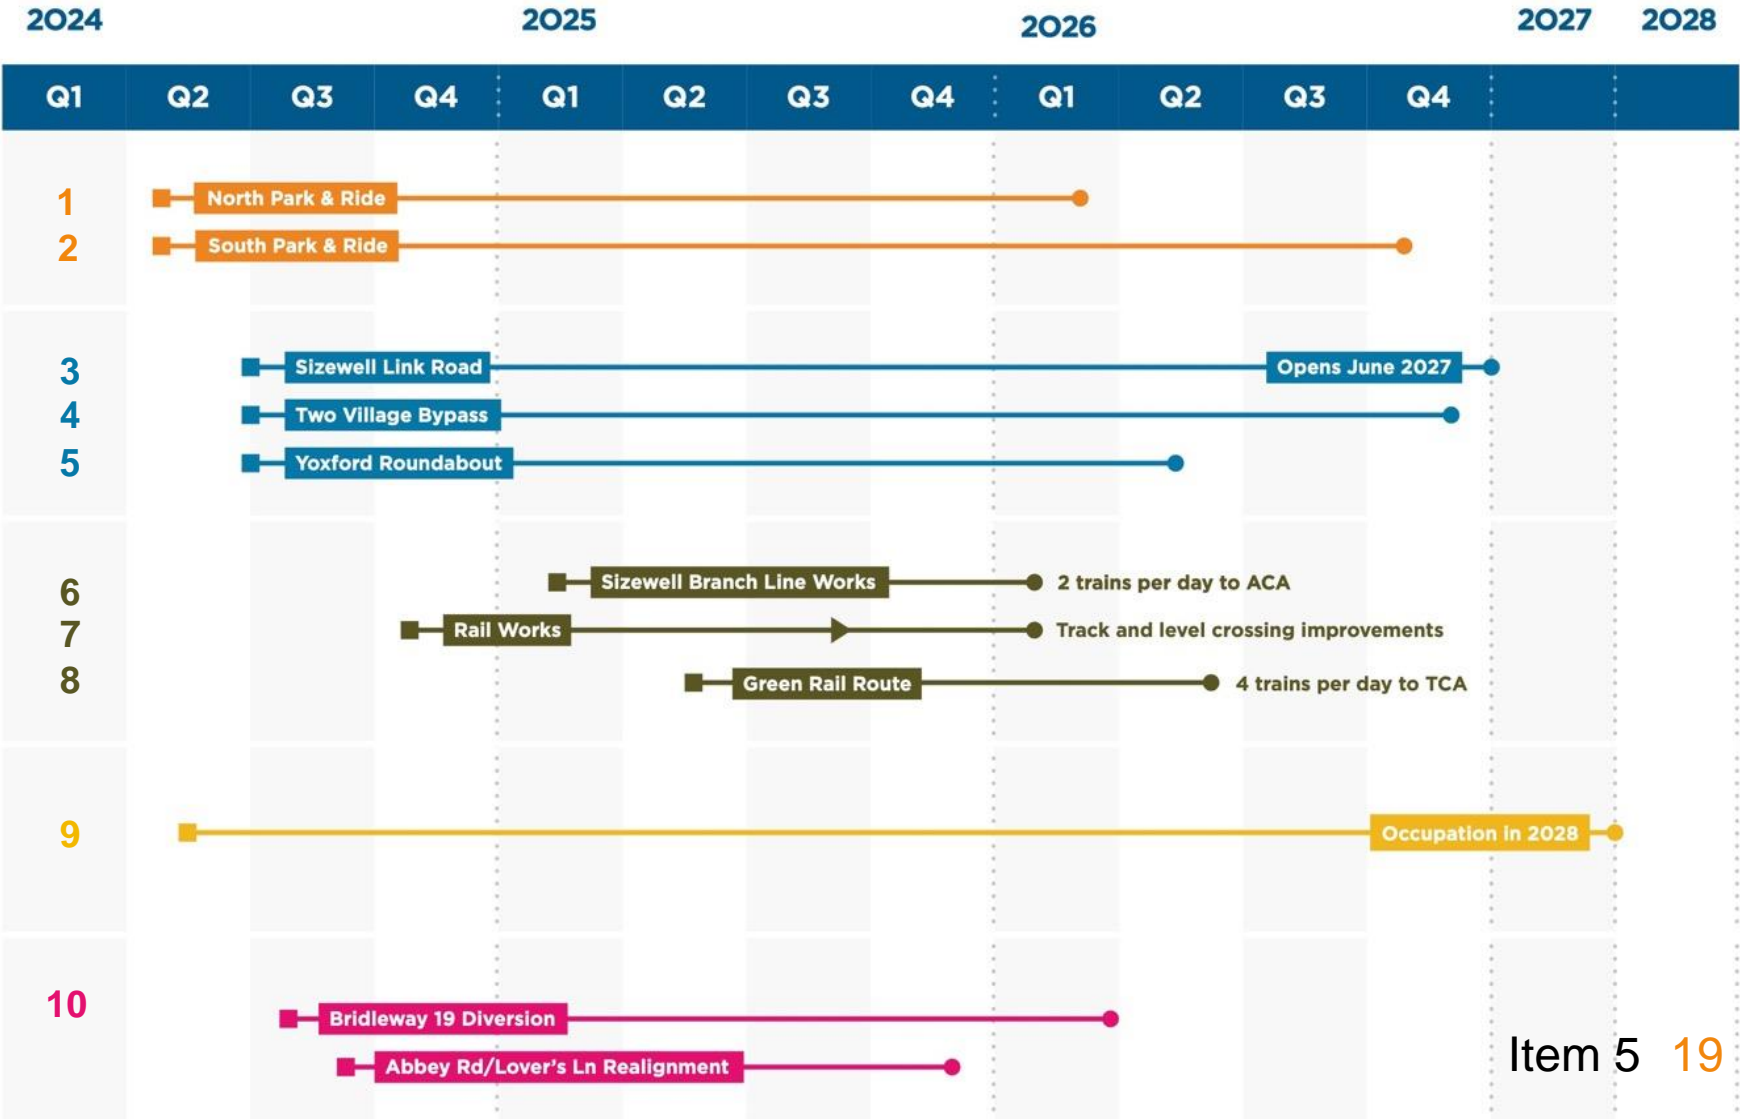 2024 2025 2026 2027 2028
Q1 Q2 Q3 Q4 Q1 Q2 Q3 Q4 Q1 Q2 Q3 Q4
1 North Park & Ride
2 South Park & Ride
3 Sizewell Link Road Opens June 2027
4 Two Village Bypass
5 Yoxford Roundabout
6 Sizewell Branch Line Works 2 trains per day to ACA
7 Rail Works Track and level crossing improvements
8 Green Rail Route 4 trains per day to TCA
9 Occupation in 2028
10 Bridleway 19 Diversion
Abbey Rd/Lover's Ln Realignment
Item 5 19